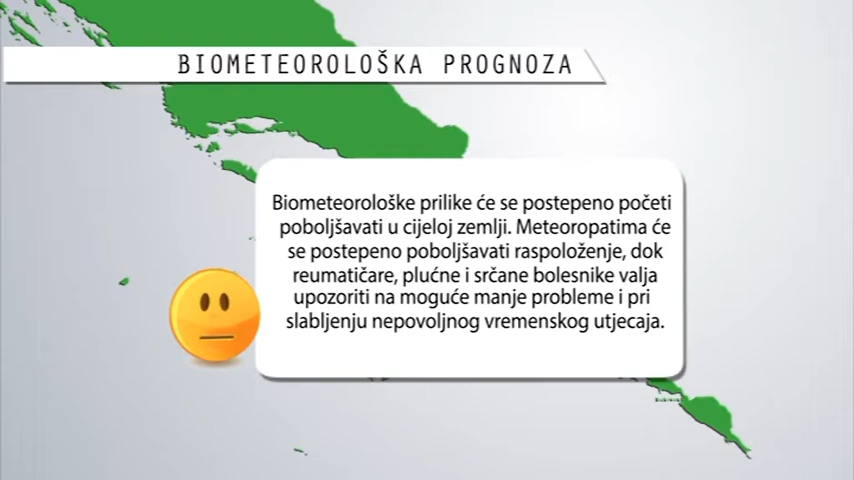 BIOMETEOROLOŠKA PROGNOZA
Biometeorološke prilike će se postepeno početi
poboljšavati u cijeloj zemlji. Meteoropatima će
se postepeno poboljšavati raspoloženje, dok
reumatičare, plućne i srčane bolesnike valja
upozoriti na moguće manje probleme i pri
slabljenju nepovoljnog vremenskog utjecaja.